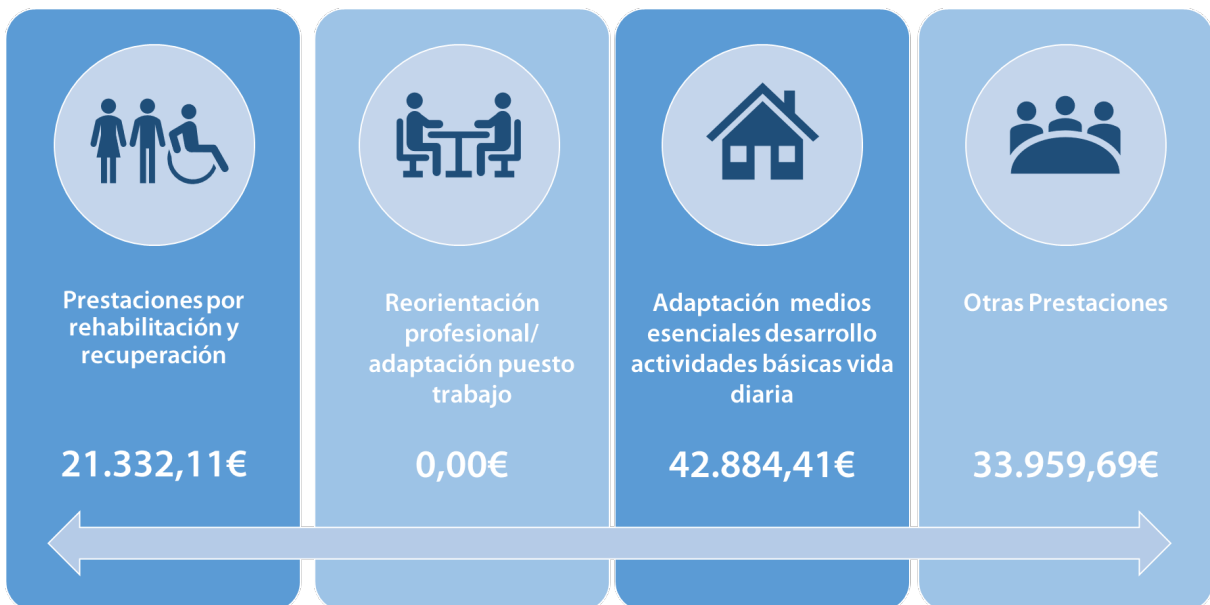 Prestaciones por
rehabilitación y
recuperación
21.332,11€
Reorientación
profesional/
adaptación puesto
trabajo
0,00€
Adaptación medios
esenciales desarrollo
actividades básicas vida
diaria
42.884,41€
Otras Prestaciones
33.959,69€